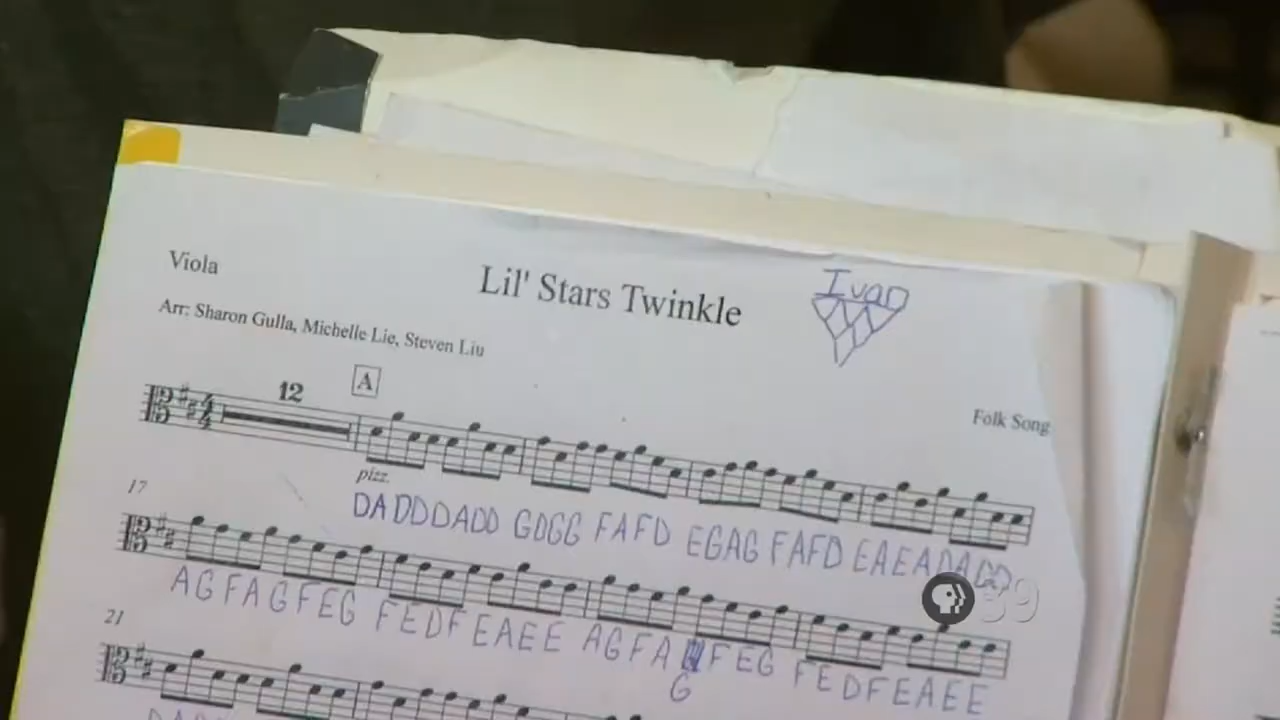 Ivan
Viola
Lil' Stars Twinkle
Arr: Sharon Gulla, Michelle Lie, Steven Liu
Folk Song
12
A
pizz.
DADDDADD GDGG FAFD EGAG FAFD EAEADADD
17
AGFAGFEG FEDFEAEE AGFA FEG FEDFEAEE
G
21